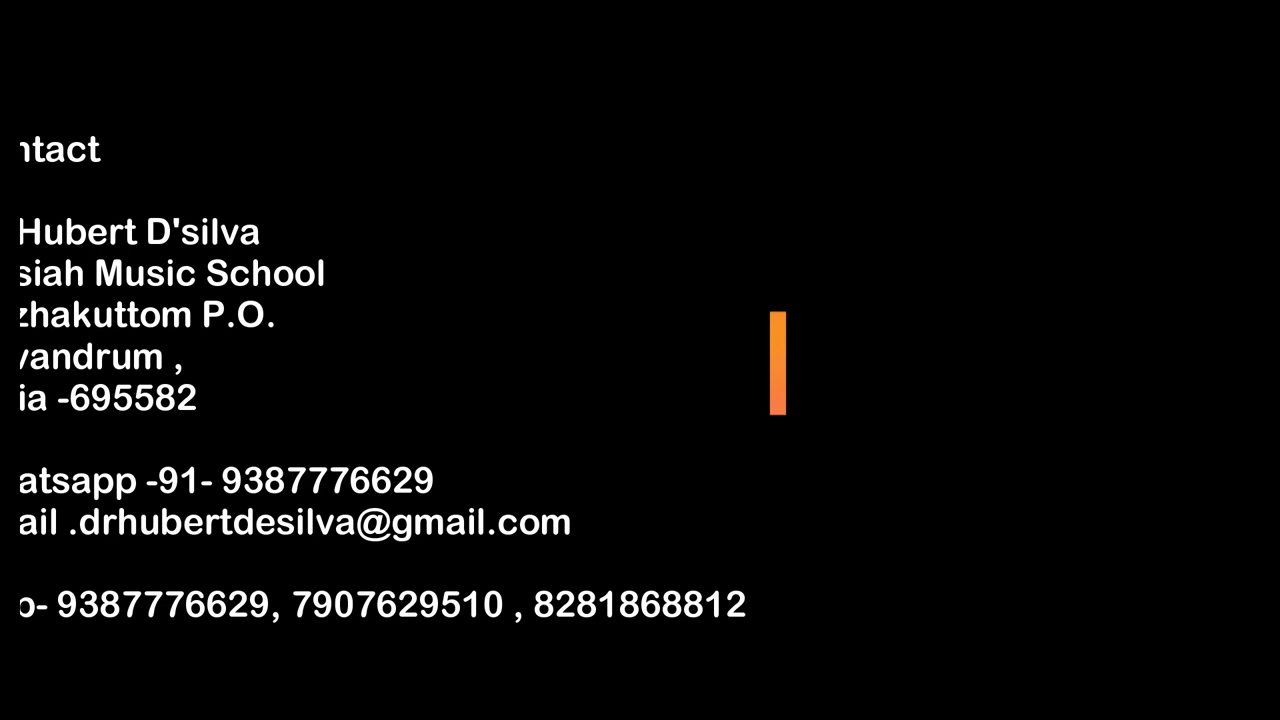 ntact
Hubert D'silva
siah Music School
zhakuttom P.O.
vandrum ,
ia -695582
atsapp -91- 9387776629
ail .drhubertdesilva@gmail.com
o- 9387776629, 7907629510 , 8281868812